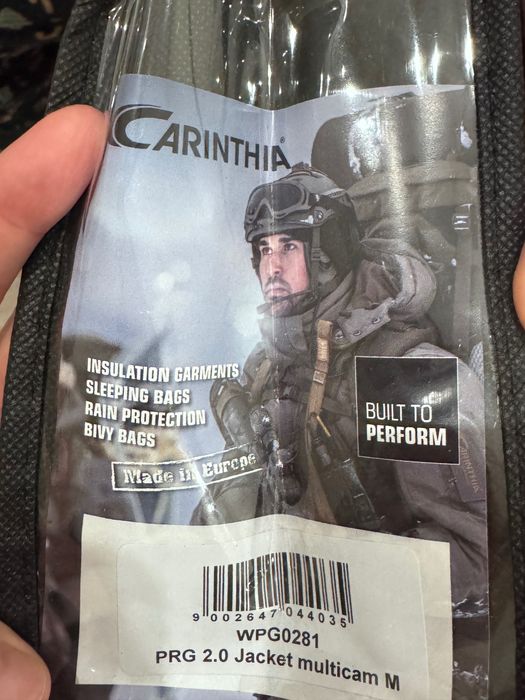 CARINTHIA®
INSULATION GARMENTS
SLEEPING BAGS
RAIN PROTECTION
BIVY BAGS
Made in Europe
BUILT TO
PERFORM
CARINTHIA
9 002647 044035
WPG0281
PRG 2.0 Jacket multicam M